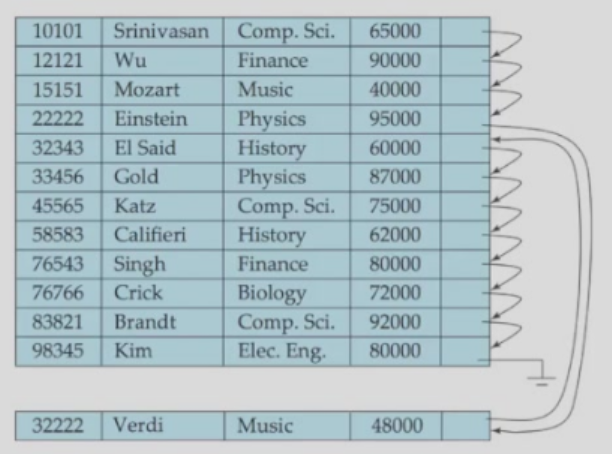 10101 Srinivasan Comp. Sci. 65000
12121 Wu Finance 90000
15151 Mozart Music 40000
22222 Einstein Physics 95000
32343 El Said History 60000
33456 Gold Physics 87000
45565 Katz Comp. Sci. 75000
58583 Califieri History 62000
76543 Singh Finance 80000
76766 Crick Biology 72000
83821 Brandt Comp. Sci. 92000
98345 Kim Elec. Eng. 80000
32222 Verdi Music 48000